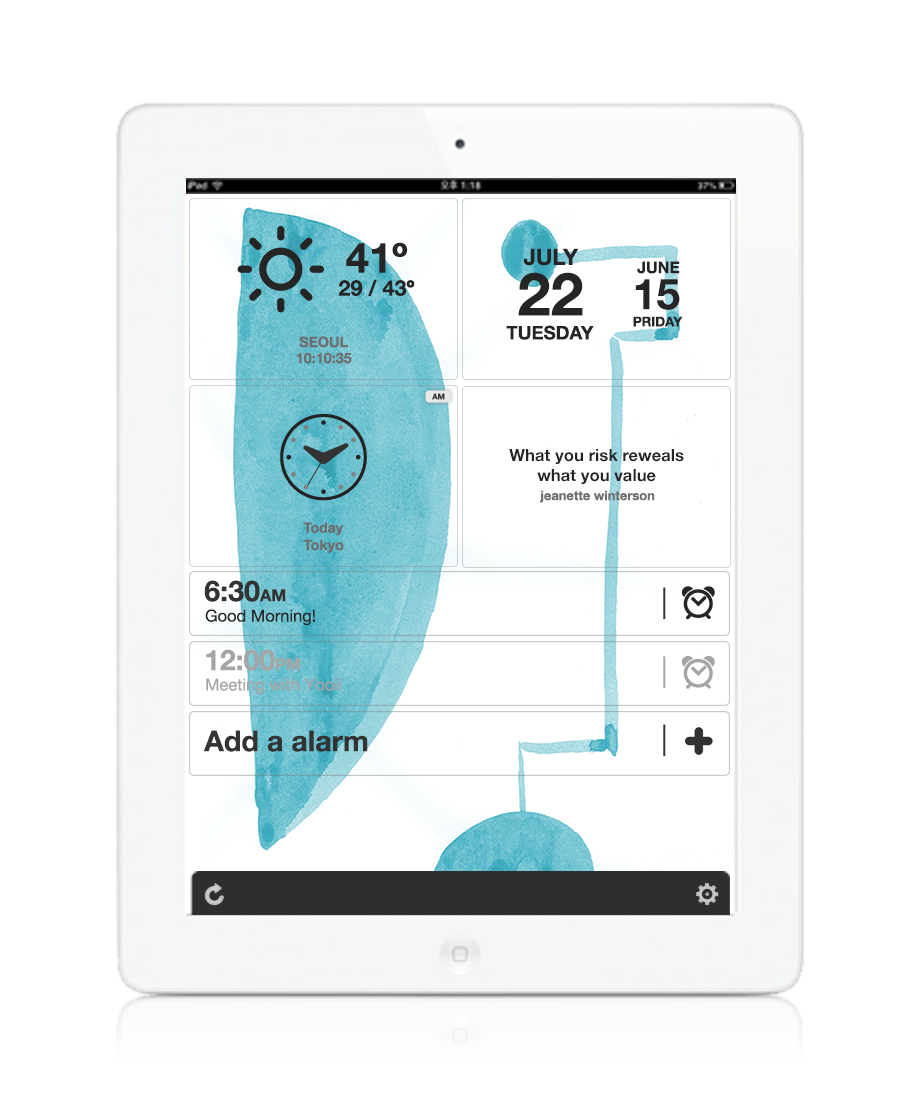 iPad 오후 1:18 37%
41º
29 / 43º
SEOUL
10:10:35
JULY
22
TUESDAY
JUNE
15
PRIDAY
AM
Today
Tokyo
What you risk reweals
what you value
jeanette winterson
6:30AM
Good Morning!
12:00PM
Meeting with Yoon
Add a alarm